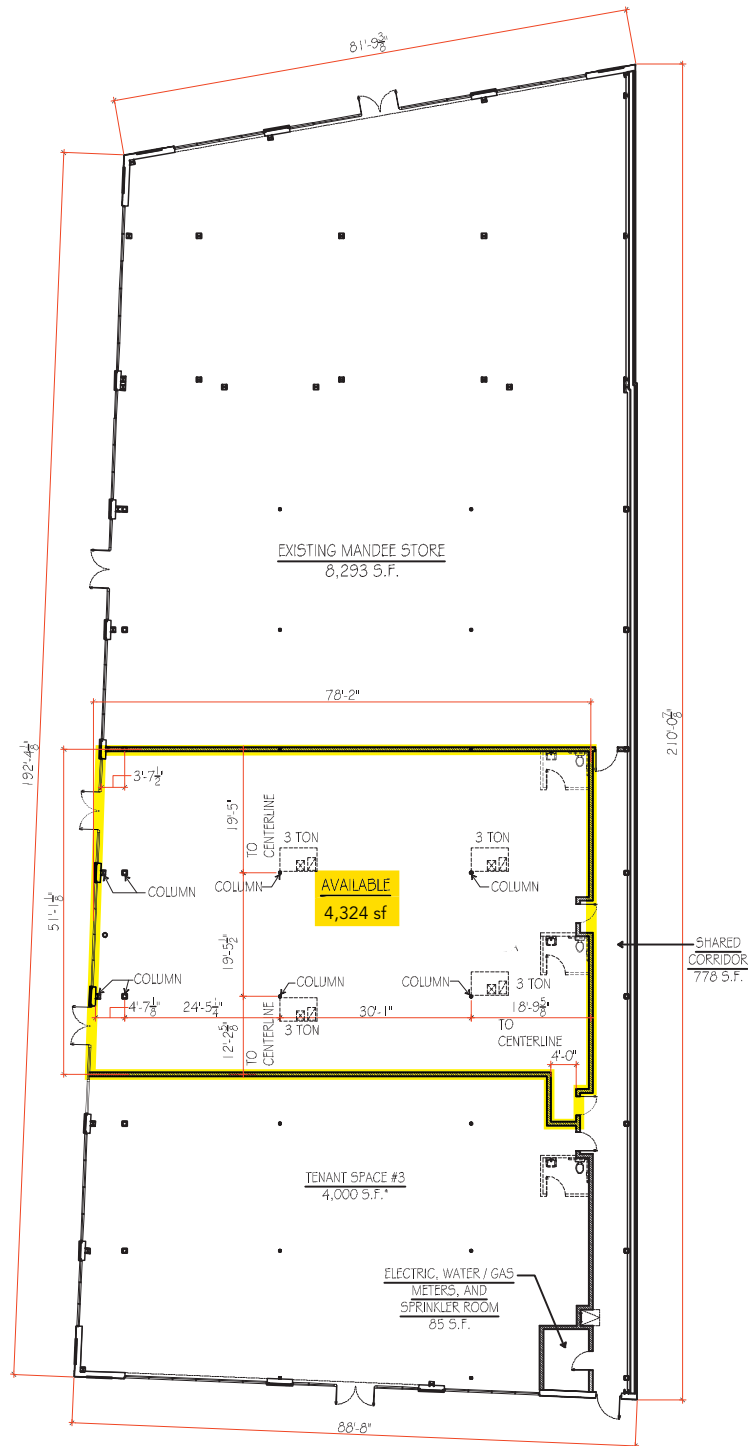 81'-9 3/8"
EXISTING MANDEE STORE
8,293 S.F.
78'-2"
192'-4 1/8"
210'-0 7/8"
3'-7 1/2"
19'-5"
TO
CENTERLINE
3 TON
3 TON
COLUMN
COLUMN
AVAILABLE
COLUMN
4,324 sf
51'-1 1/8"
19'-5 1/2"
SHARED
CORRIDOR
778 S.F.
COLUMN
COLUMN
COLUMN
3 TON
4'-7 1/8"
24'-5 1/4"
30'-1"
18'-9 5/8"
3 TON
12'-2 5/8"
TO
CENTERLINE
TO
CENTERLINE
4'-0"
TENANT SPACE #3
4,000 S.F.*
ELECTRIC, WATER / GAS
METERS, AND
SPRINKLER ROOM
85 S.F.
88'-8"